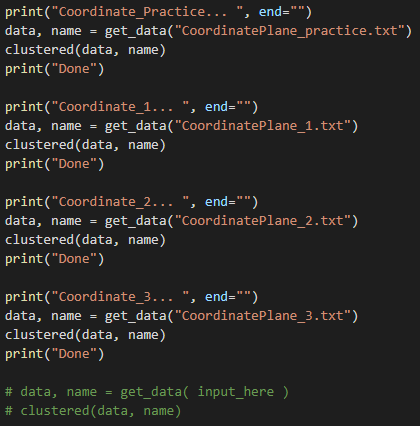 print("Coordinate_Practice... ", end="")
data, name = get_data("CoordinatePlane_practice.txt")
clustered(data, name)
print("Done")

print("Coordinate_1... ", end="")
data, name = get_data("CoordinatePlane_1.txt")
clustered(data, name)
print("Done")

print("Coordinate_2... ", end="")
data, name = get_data("CoordinatePlane_2.txt")
clustered(data, name)
print("Done")

print("Coordinate_3... ", end="")
data, name = get_data("CoordinatePlane_3.txt")
clustered(data, name)
print("Done")

# data, name = get_data( input_here )
# clustered(data, name)